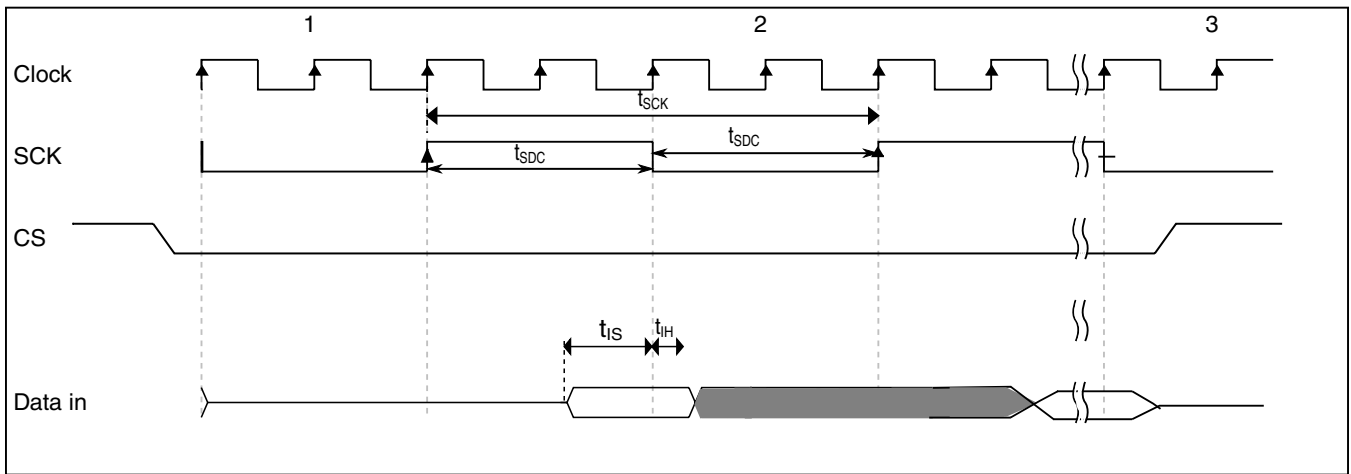 1 2 3
Clock
tSCK
SCK
tSDC
tSDC
CS
tIS
tIH
Data in